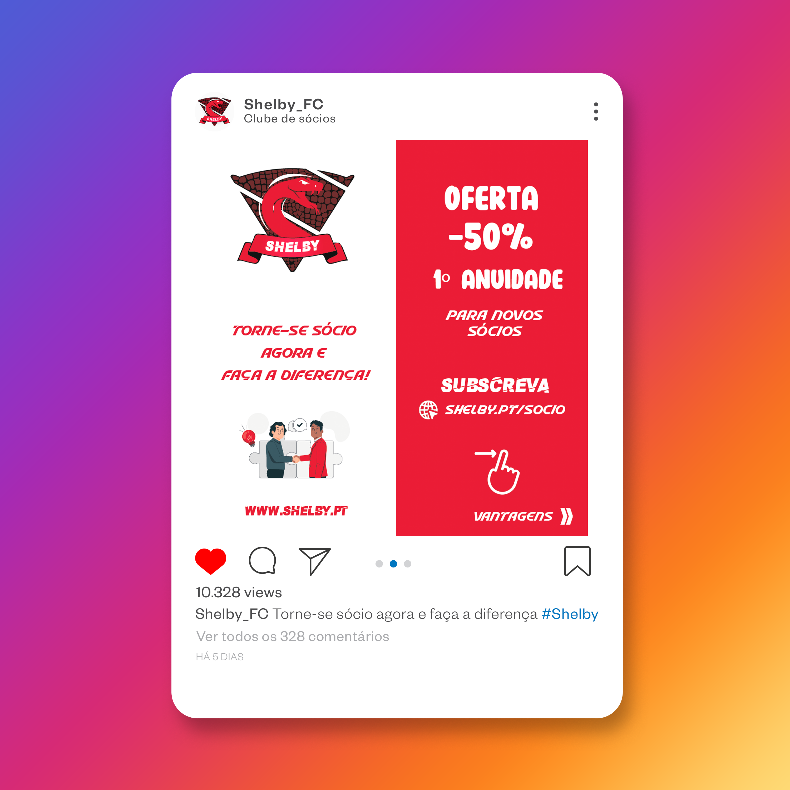 Shelby_FC
Clube de sócios
SHELBY
TORNE-SE SÓCIO
AGORA E
FAÇA A DIFERENÇA!
WWW.SHELBY.PT
OFERTA
-50%
1º ANUIDADE
PARA NOVOS
SÓCIOS
SUBSCREVA
SHELBY.PT/SOCIO
VANTAGENS
10.328 views
Shelby_FC Torne-se sócio agora e faça a diferença #Shelby
Ver todos os 328 comentários
HÁ 5 DIAS